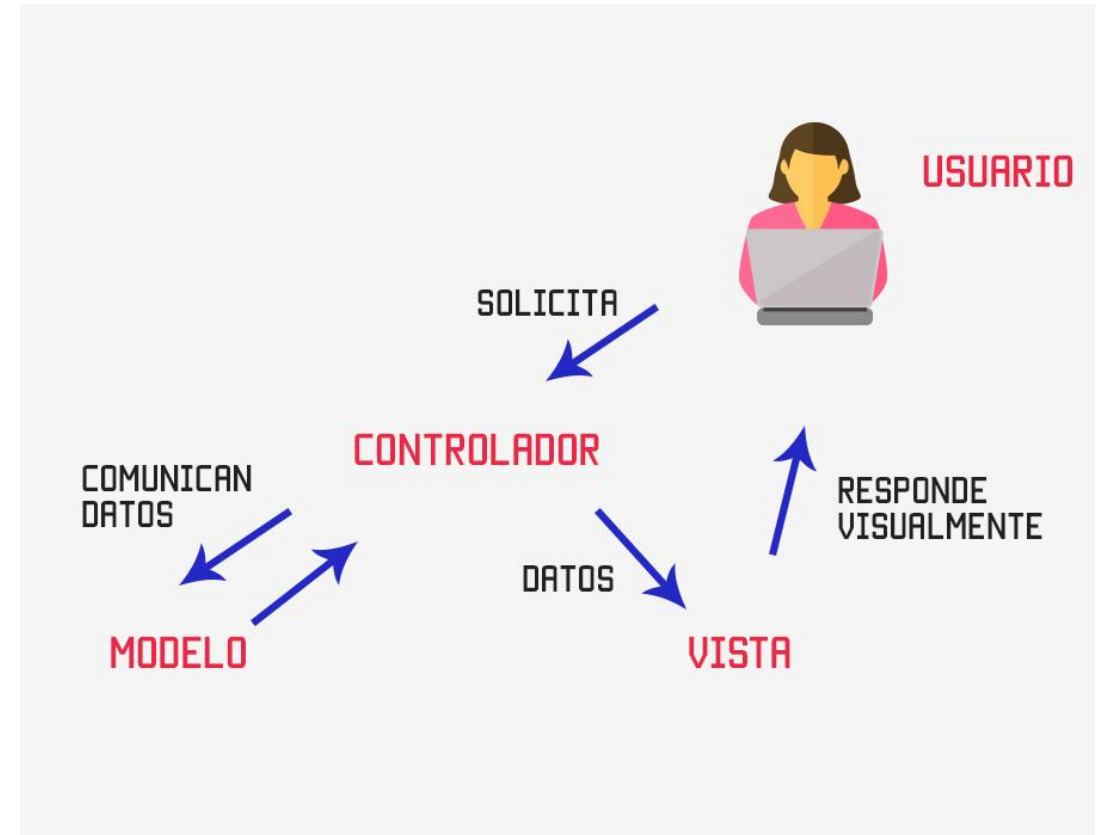 USUARIO
SOLICITA
CONTROLADOR
COMUNICAN
DATOS
RESPONDE
VISUALMENTE
DATOS
MODELO
VISTA